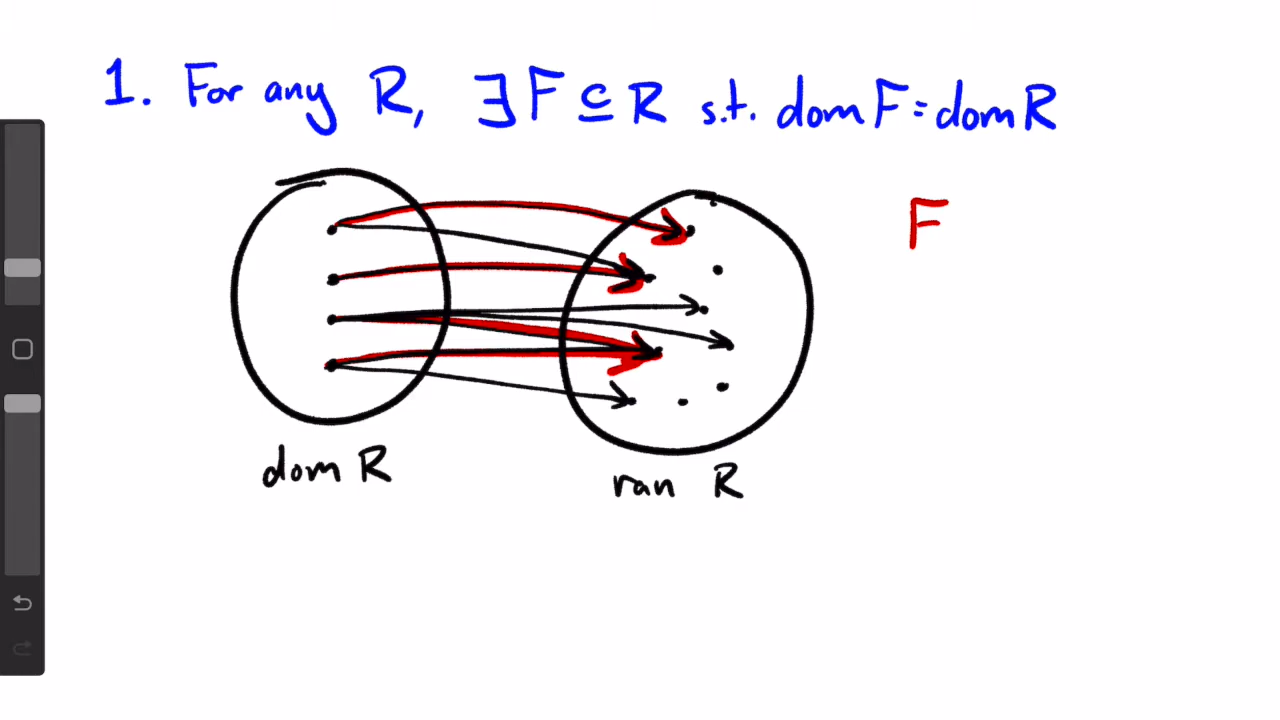 1. For any R, ∃F ⊆ R s.t. dom F = dom R
F
dom R
ran R